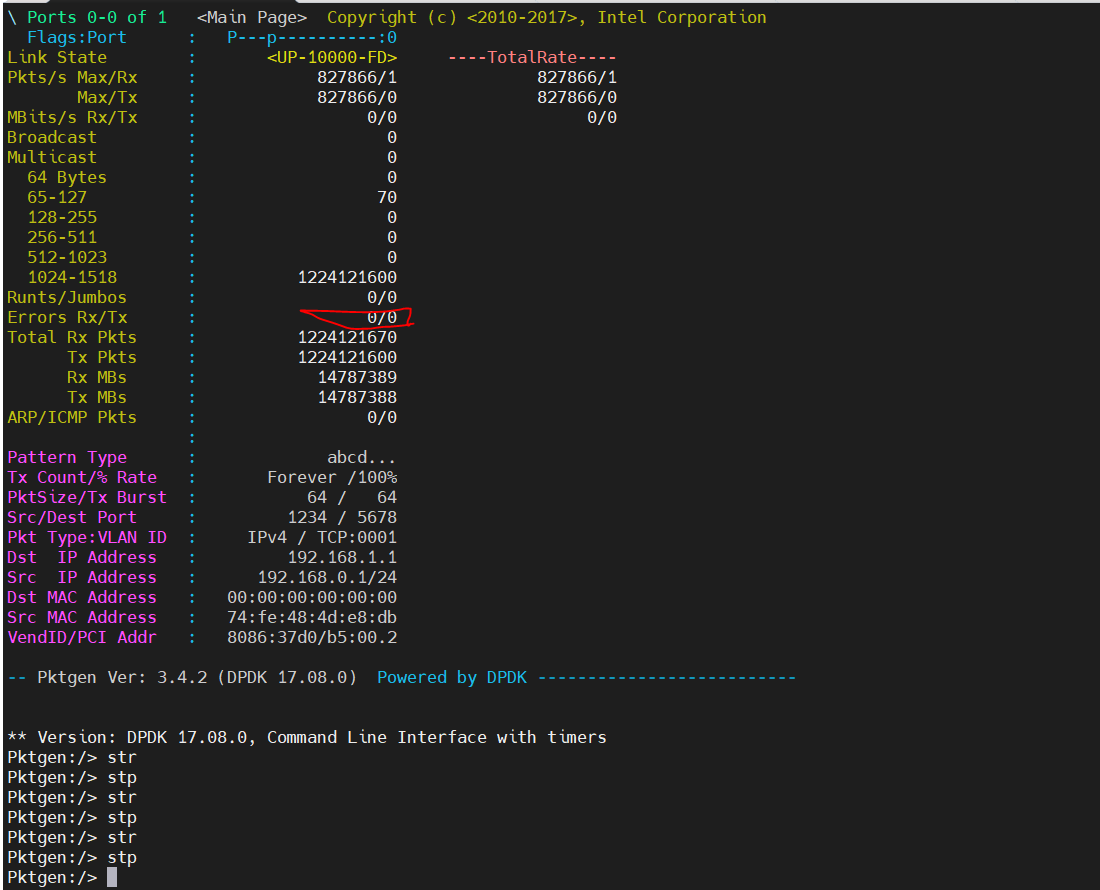 \ Ports 0-0 of 1   <Main Page>  Copyright (c) <2010-2017>, Intel Corporation
  Flags:Port      :   P---p----------:0
Link State        :       <UP-10000-FD>     ----TotalRate----
Pkts/s Max/Rx     :            827866/1              827866/1
       Max/Tx     :            827866/0              827866/0
MBits/s Rx/Tx     :                 0/0                   0/0
Broadcast         :                   0
Multicast         :                   0
  64 Bytes        :                   0
  65-127          :                  70
  128-255         :                   0
  256-511         :                   0
  512-1023        :                   0
  1024-1518       :          1224121600
Runts/Jumbos      :                 0/0
Errors Rx/Tx      :                 0/0
Total Rx Pkts     :          1224121670
      Tx Pkts     :          1224121600
      Rx MBs      :            14787389
      Tx MBs      :            14787388
ARP/ICMP Pkts     :                 0/0
                  :
Pattern Type      :             abcd...
Tx Count/% Rate   :       Forever /100%
PktSize/Tx Burst  :           64 /   64
Src/Dest Port     :         1234 / 5678
Pkt Type:VLAN ID  :     IPv4 / TCP:0001
Dst  IP Address   :         192.168.1.1
Src  IP Address   :      192.168.0.1/24
Dst MAC Address   :   00:00:00:00:00:00
Src MAC Address   :   74:fe:48:4d:e8:db
VendID/PCI Addr   :   8086:37d0/b5:00.2
-- Pktgen Ver: 3.4.2 (DPDK 17.08.0)  Powered by DPDK --------------------------
** Version: DPDK 17.08.0, Command Line Interface with timers
Pktgen:/> str
Pktgen:/> stp
Pktgen:/> str
Pktgen:/> stp
Pktgen:/> str
Pktgen:/> stp
Pktgen:/>